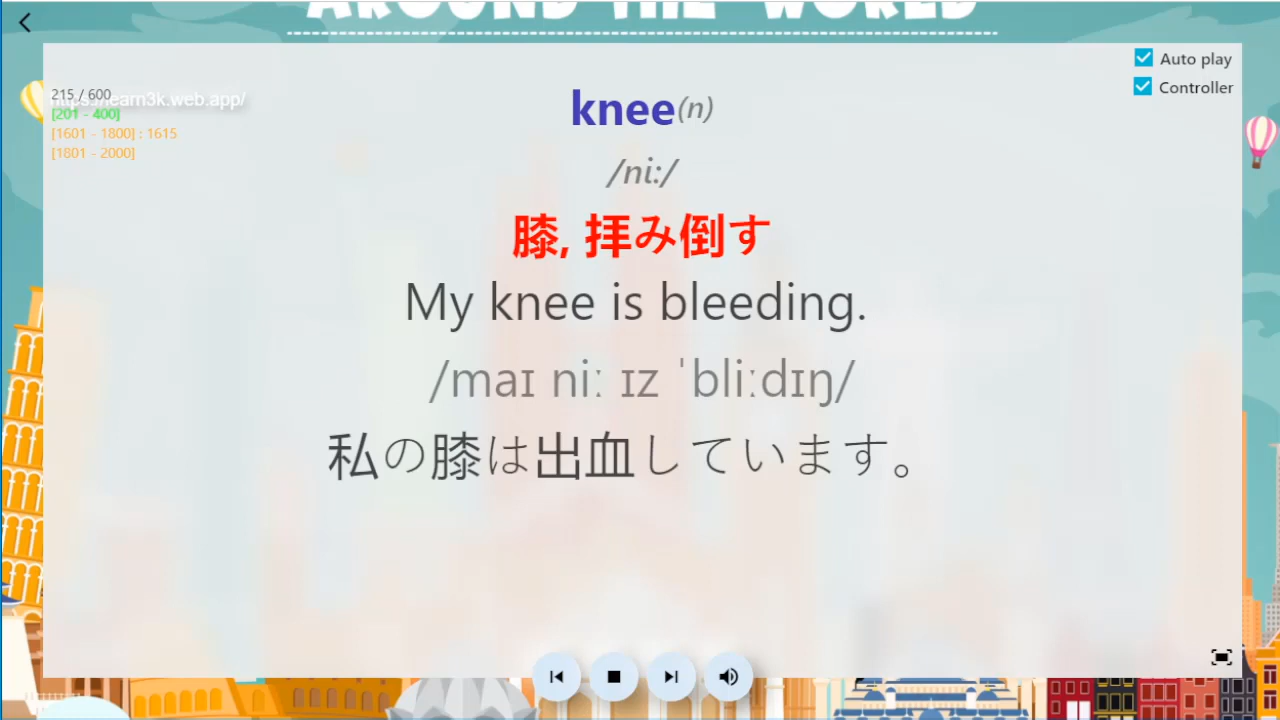 AROUND THE WORLD
Auto play
Controller
215 / 600
https://learn3k.web.app/
[201 - 400]
[1601 - 1800] : 1615
[1801 - 2000]
knee(n)
/ni:/
膝, 拝み倒す
My knee is bleeding.
/maɪ niː ɪz ˈbliːdɪŋ/
私の膝は出血しています。